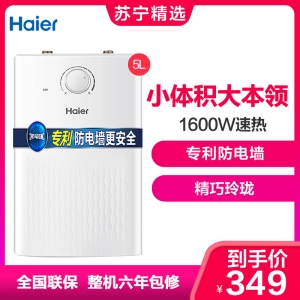 Haier
苏宁精选
5L
Haier
专利防电墙更安全
小体积大本领
1600W速热
专利防电墙
精巧玲珑
全国联保 整机六年包修
到手价
¥349